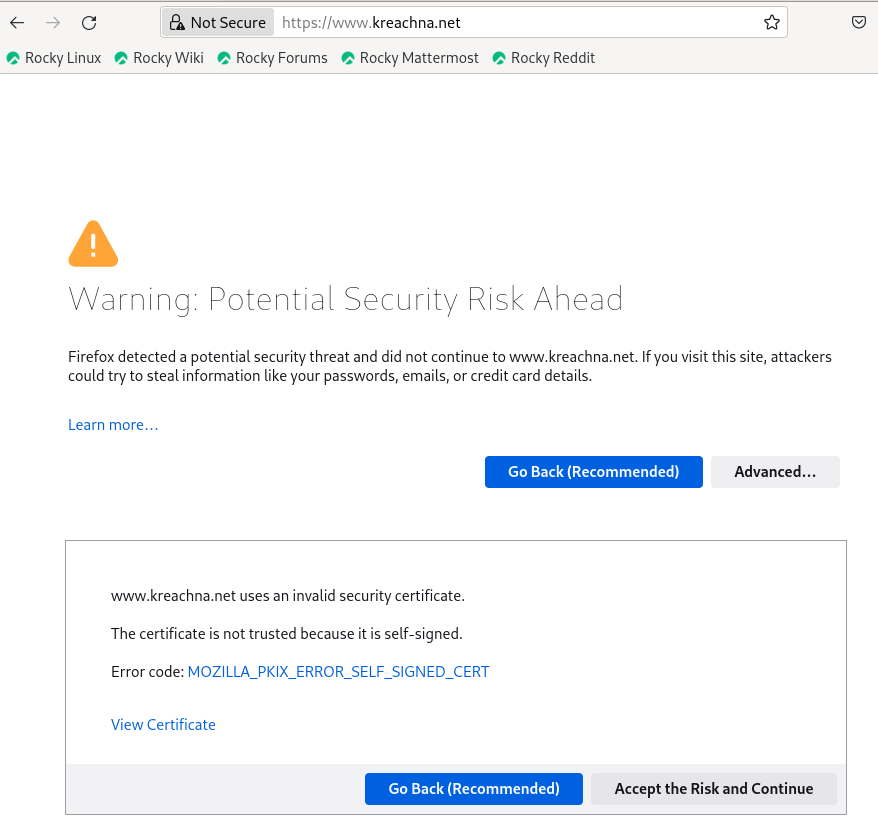 Not Secure https://www.kreachna.net
Rocky Linux Rocky Wiki Rocky Forums Rocky Mattermost Rocky Reddit
Warning: Potential Security Risk Ahead
Firefox detected a potential security threat and did not continue to www.kreachna.net. If you visit this site, attackers
could try to steal information like your passwords, emails, or credit card details.
Learn more…
Go Back (Recommended) Advanced…
www.kreachna.net uses an invalid security certificate.
The certificate is not trusted because it is self-signed.
Error code: MOZILLA_PKIX_ERROR_SELF_SIGNED_CERT
View Certificate
Go Back (Recommended) Accept the Risk and Continue